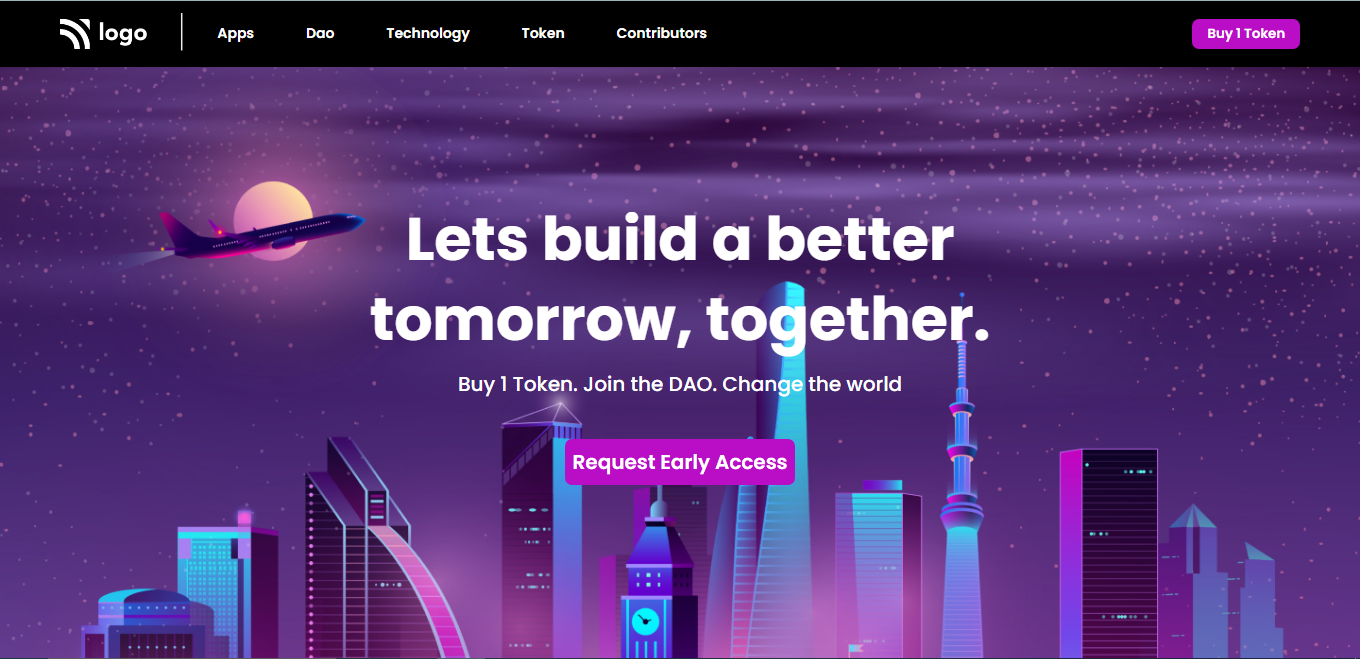 logo
Apps
Dao
Technology
Token
Contributors
Buy 1 Token
Lets build a better
tomorrow, together.
Buy 1 Token. Join the DAO. Change the world
Request Early Access